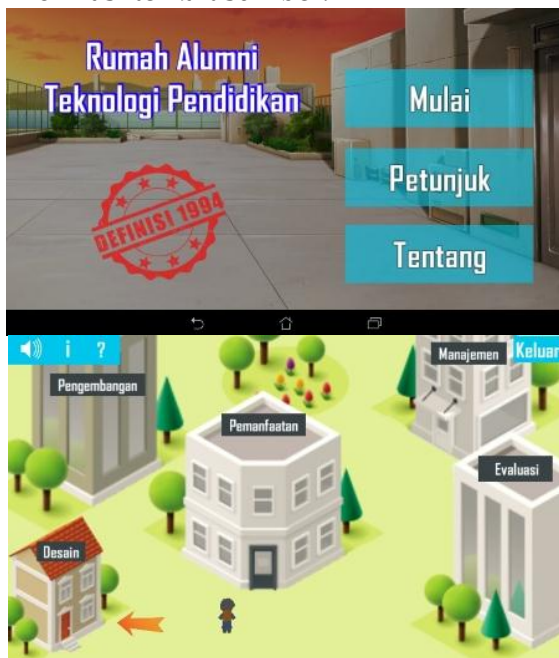 Rumah Alumni
Teknologi Pendidikan
Mulai
DEFINISI 1994
Petunjuk
Tentang
i ?
Manajemen
Keluar
Pengembangan
Pemanfaatan
Evaluasi
Desain